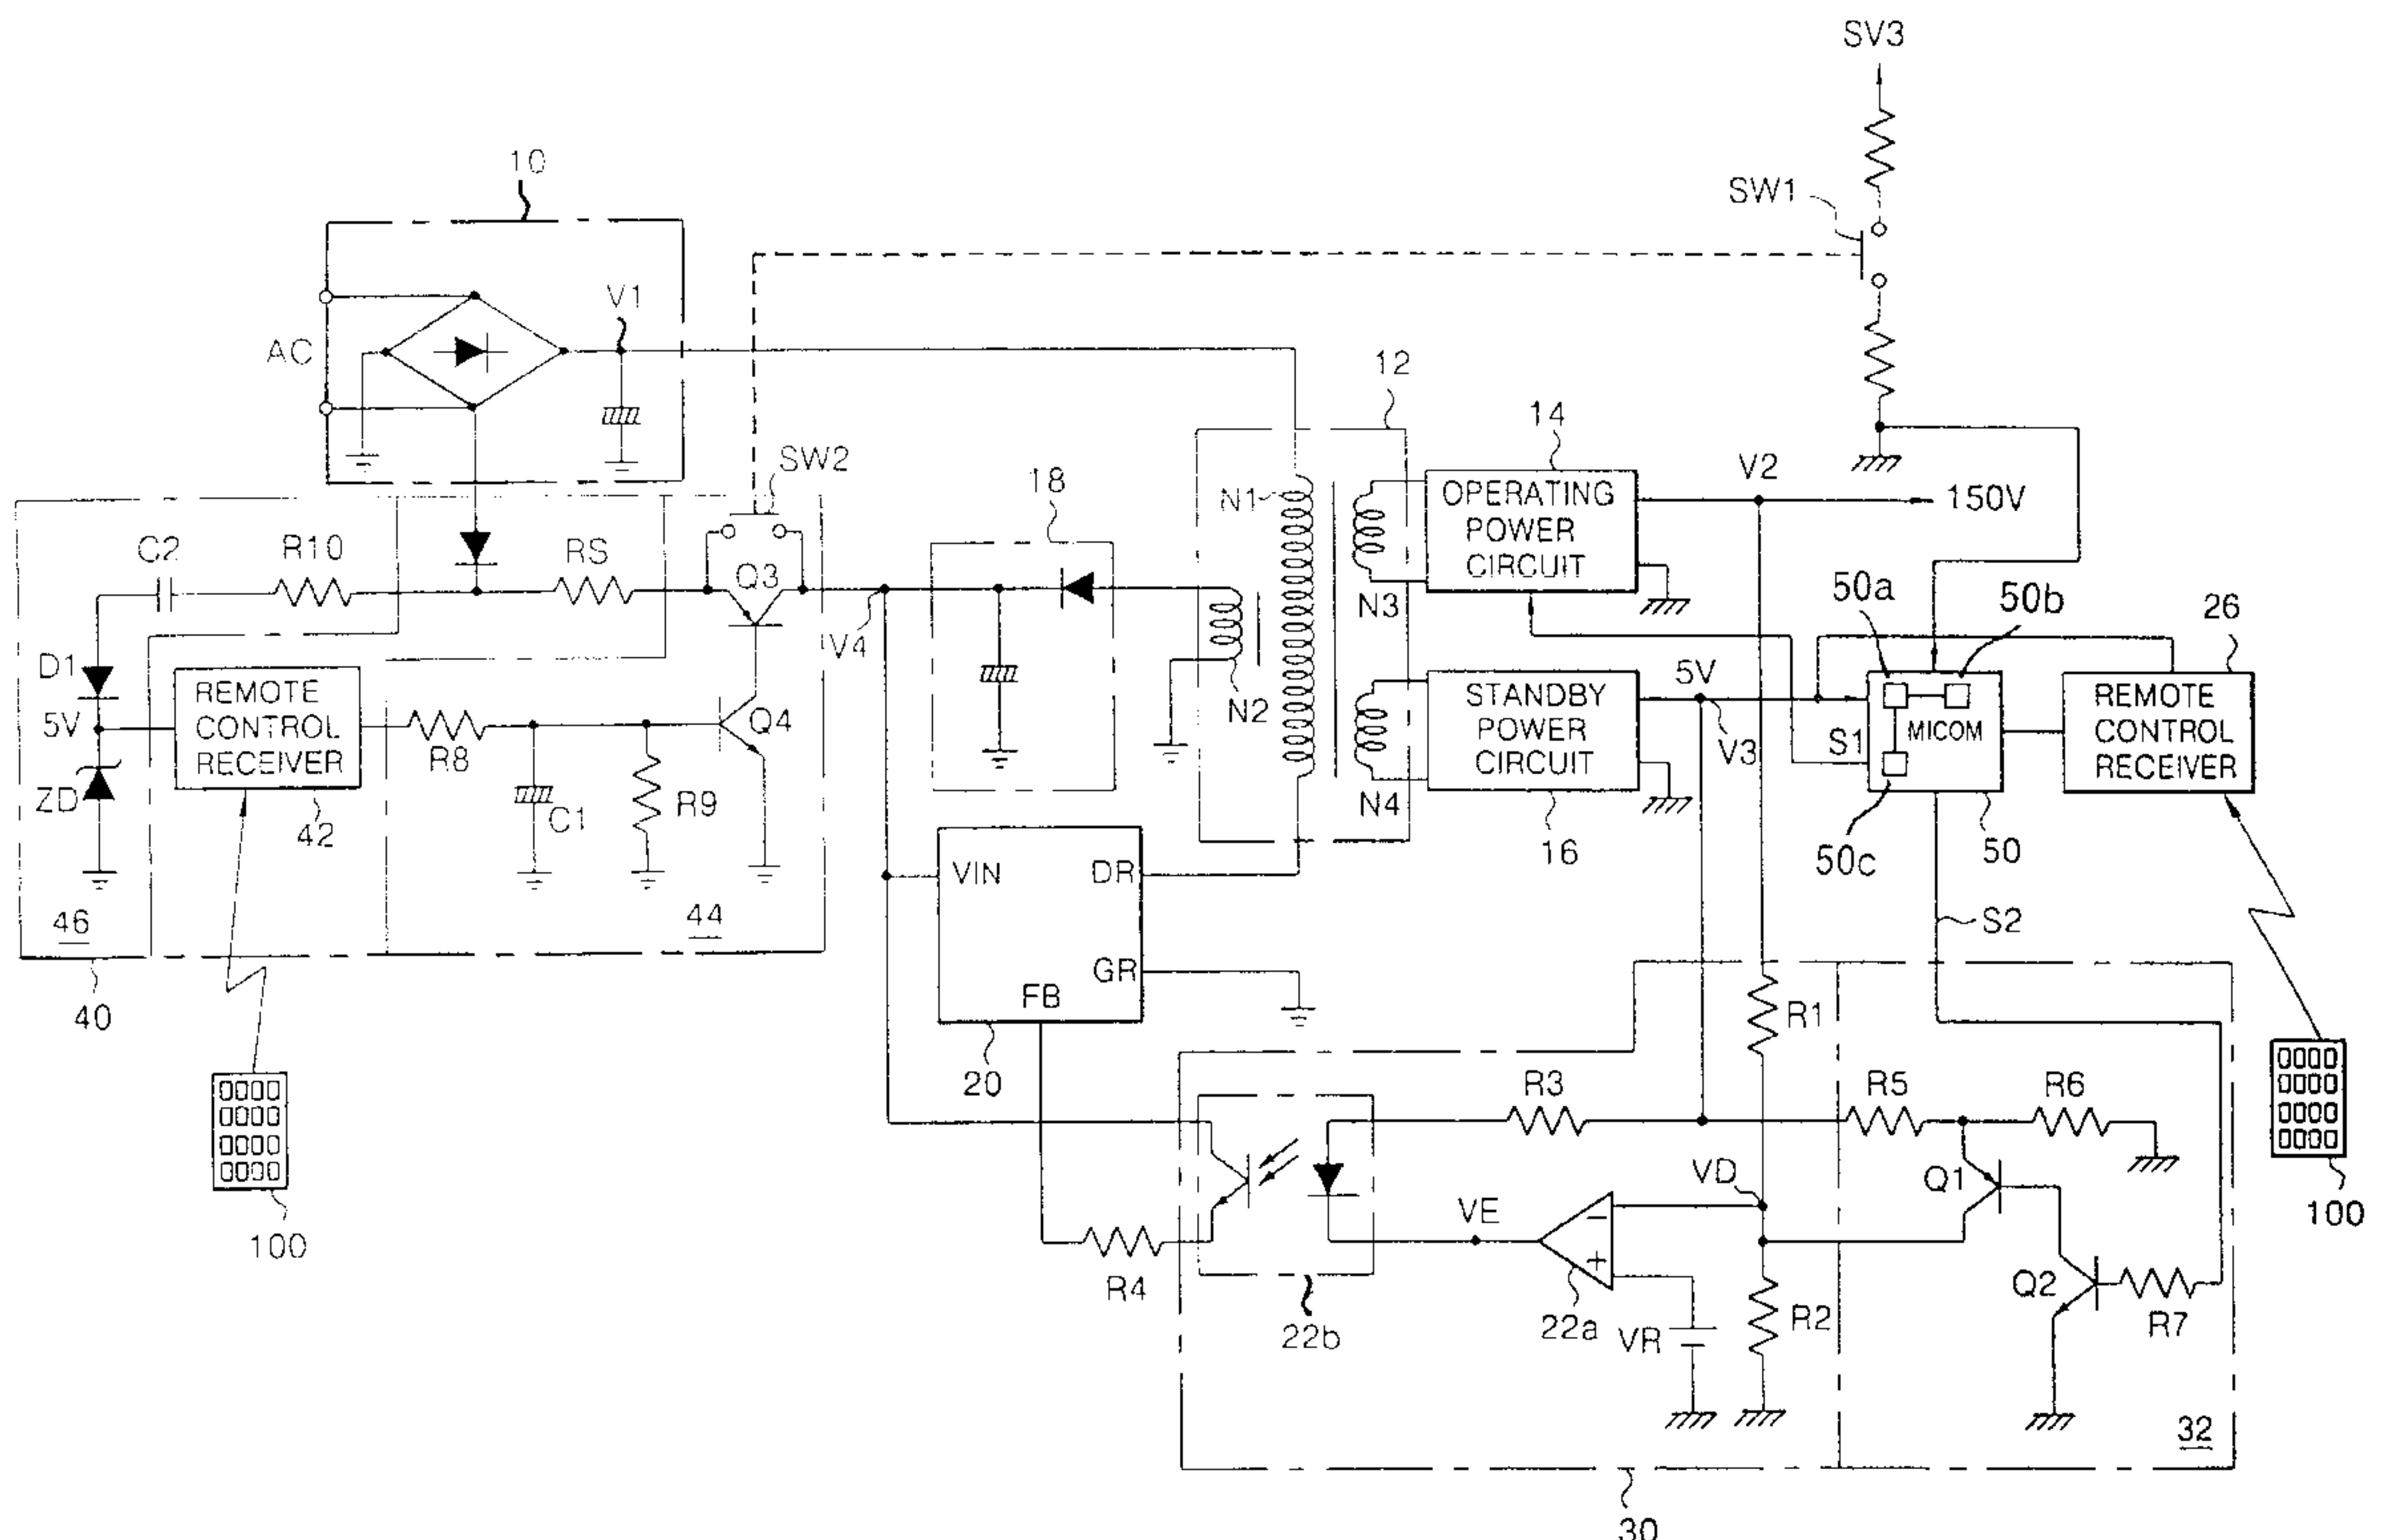 SV3
10
SW1
V1
AC
12
14
SW2
18
V2
N1
OPERATING
POWER
CIRCUIT
150V
C2
R10
RS
Q3
N3
50a
50b
26
V4
D1
REMOTE
CONTROL
RECEIVER
5V
R8
Q4
N2
STANDBY
POWER
CIRCUIT
5V
V3
S1
MICOM
REMOTE
CONTROL
RECEIVER
ZD
42
C1
R9
N4
16
50c
50
VIN
DR
46
44
S2
GR
FB
40
20
R1
R3
R5
R6
100
VD
Q1
VE
100
R4
22b
22a
VR
R2
Q2
R7
32
30